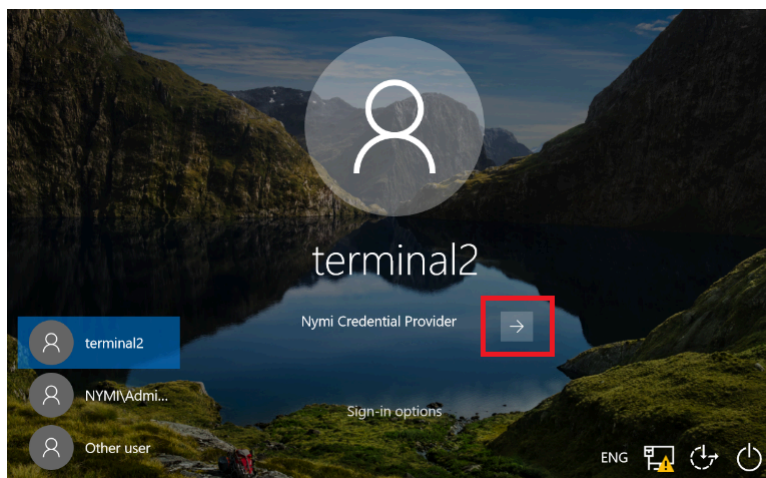 terminal2
Nymi Credential Provider
terminal2
NYMI\Admi...
Sign-in options
Other user
ENG